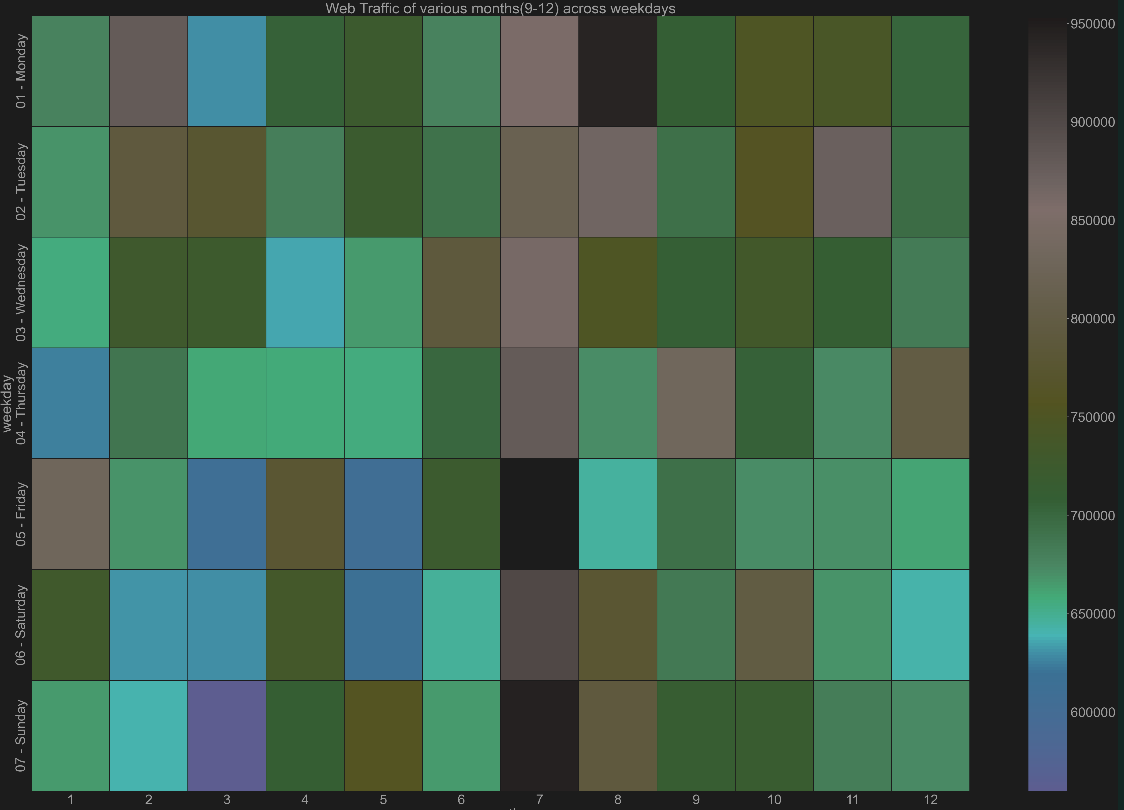 Web Traffic of various months(9-12) across weekdays
weekday
01 - Monday
02 - Tuesday
03 - Wednesday
04 - Thursday
05 - Friday
06 - Saturday
07 - Sunday
1 2 3 4 5 6 7 8 9 10 11 12
950000
900000
850000
800000
750000
700000
650000
600000